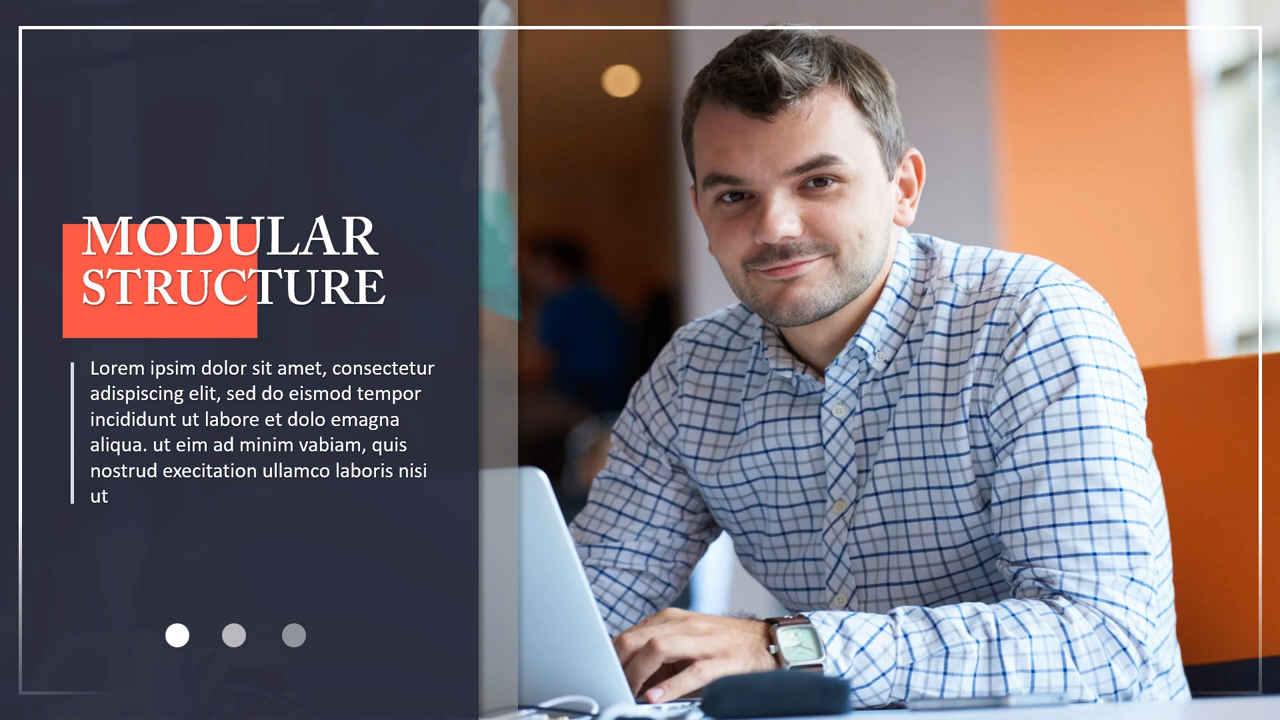 MODULAR
STRUCTURE
Lorem ipsim dolor sit amet, consectetur
adispiscing elit, sed do eismod tempor
incididunt ut labore et dolo emagna
aliqua. ut eim ad minim vabiam, quis
nostrud execitation ullamco laboris nisi
ut